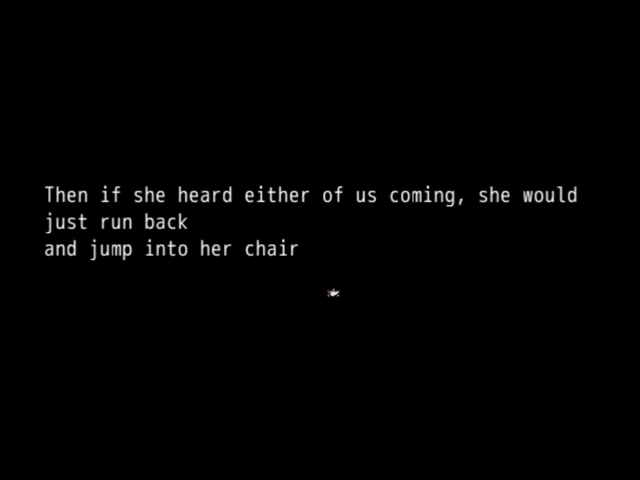 Then if she heard either of us coming, she would
just run back
and jump into her chair